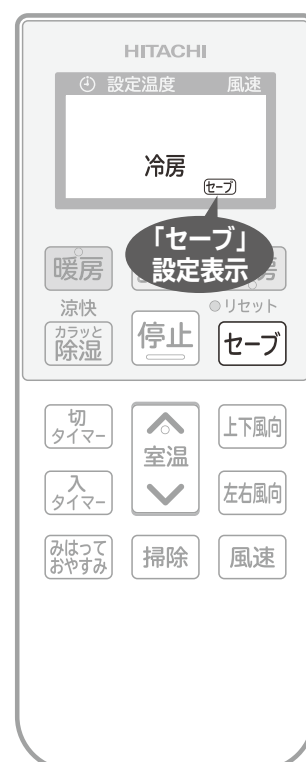 HITACHI
設定温度 風速
冷房
セーブ
「セーブ」
設定表示
暖房
涼快
リセット
カラッと
除湿
停止
セーブ
切
タイマー
室温
上下風向
入
タイマー
左右風向
みはって
おやすみ
掃除
風速